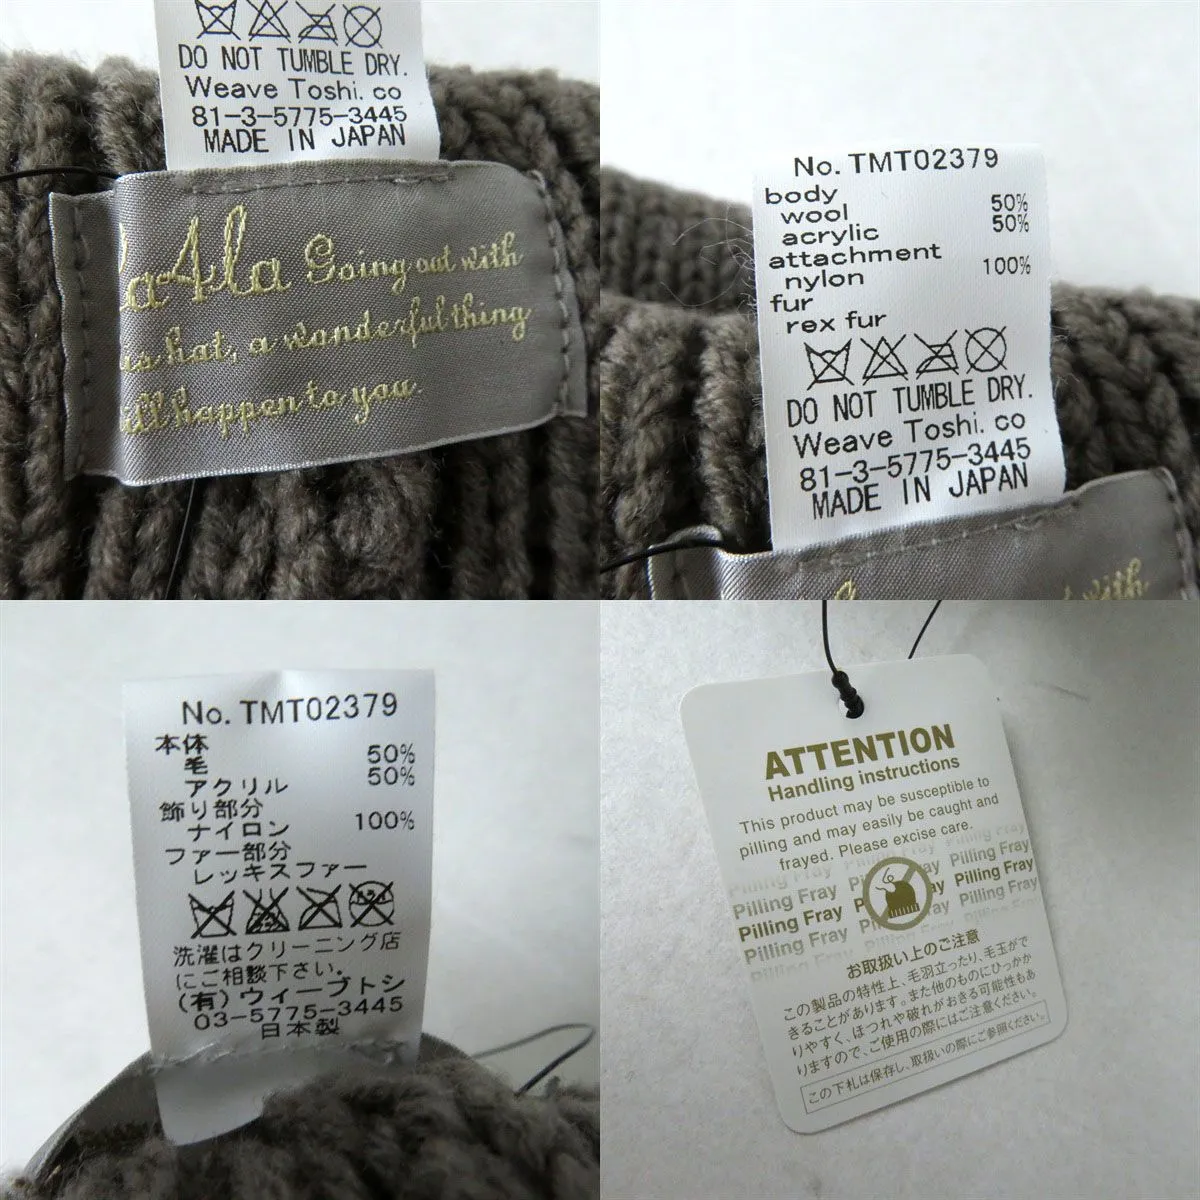 DO NOT TUMBLE DRY.
Weave Toshi. co
81-3-5775-3445
MADE IN JAPAN
Going out with
hat, a wonderful thing
happen to you.
No. TMT02379
body
wool 50%
acrylic 50%
attachment
nylon 100%
fur
rex fur
DO NOT TUMBLE DRY.
Weave Toshi. co
81-3-5775-3445
MADE IN JAPAN
with
No. TMT02379
本体
毛 50%
アクリル 50%
飾り部分
ナイロン 100%
ファー部分
レッキスファー
洗濯はクリーニング店
にご相談下さい。
(有)ウィーブトシ
03-5775-3445
日本製
ATTENTION
Handling instructions
This product may be susceptible to
pilling and may easily be caught and
frayed. Please excise care.
Pilling Fray
Pilling Fray Pilling Fray
Pilling Fray Pilling Fray
Pilling Fray Pilling Fray
お取扱い上のご注意
この製品の特性上、毛羽立ったり、毛玉がで
きることがあります。また他のものにひっかか
りやすく、ほつれや破れがおきる可能性もあ
りますので、ご使用の際にはご注意ください。
この下札は保存し、取扱いの際にご参照ください。